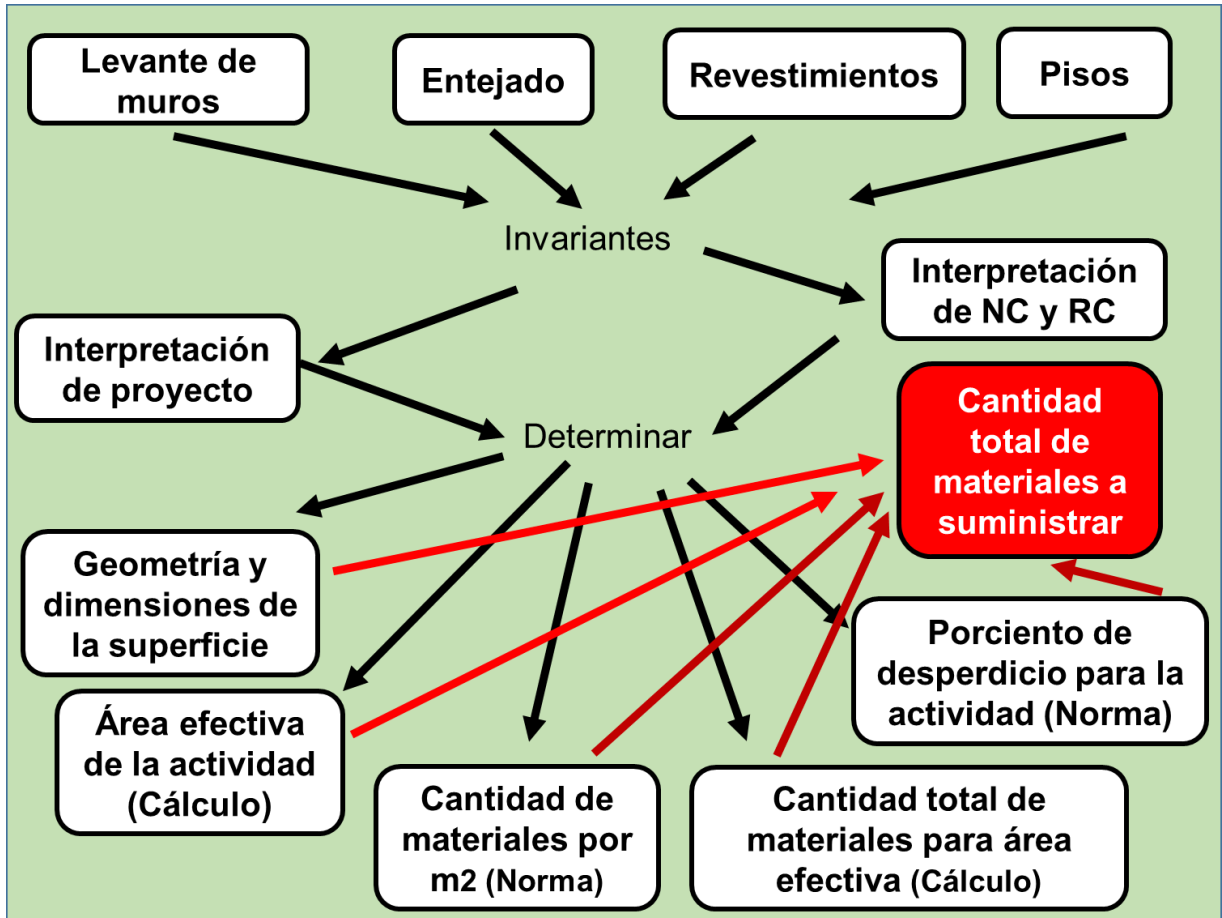 Levante de
muros
Entejado
Revestimientos
Pisos
Invariantes
Interpretación
de NC y RC
Interpretación
de proyecto
Determinar
Cantidad
total de
materiales a
suministrar
Geometría y
dimensiones de
la superficie
Porciento de
desperdicio para la
actividad (Norma)
Área efectiva
de la actividad
(Cálculo)
Cantidad de
materiales por
m2 (Norma)
Cantidad total de
materiales para área
efectiva (Cálculo)